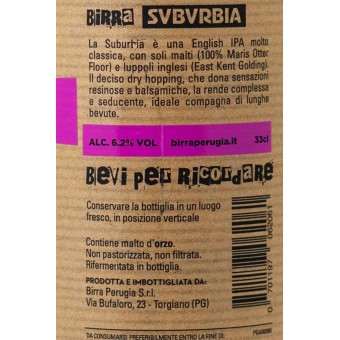 BiRRa SVBVRBIA
La Suburbia è una English IPA molto
classica, con soli malti (100% Maris Otter
Floor) e luppoli inglesi (East Kent Golding).
Il deciso dry hopping, che dona sensazioni
resinose e balsamiche, la rende complessa
e seducente, ideale compagna di lunghe
bevute.
ALC. 6.2% VOL birraperugia.it 33cl
Bevi per Ricordare
Conservare la bottiglia in un luogo
fresco, in posizione verticale
Contiene malto d'orzo.
Non pastorizzata, non filtrata.
Rifermentata in bottiglia.
PRODOTTA E IMBOTTIGLIATA DA:
Birra Perugia S.r.l.
Via Bufaloro, 23 - Torgiano (PG)
0 701197 062061
DA CONSUMARSI PREFERIBILMENTE ENTRO LA FINE DI: